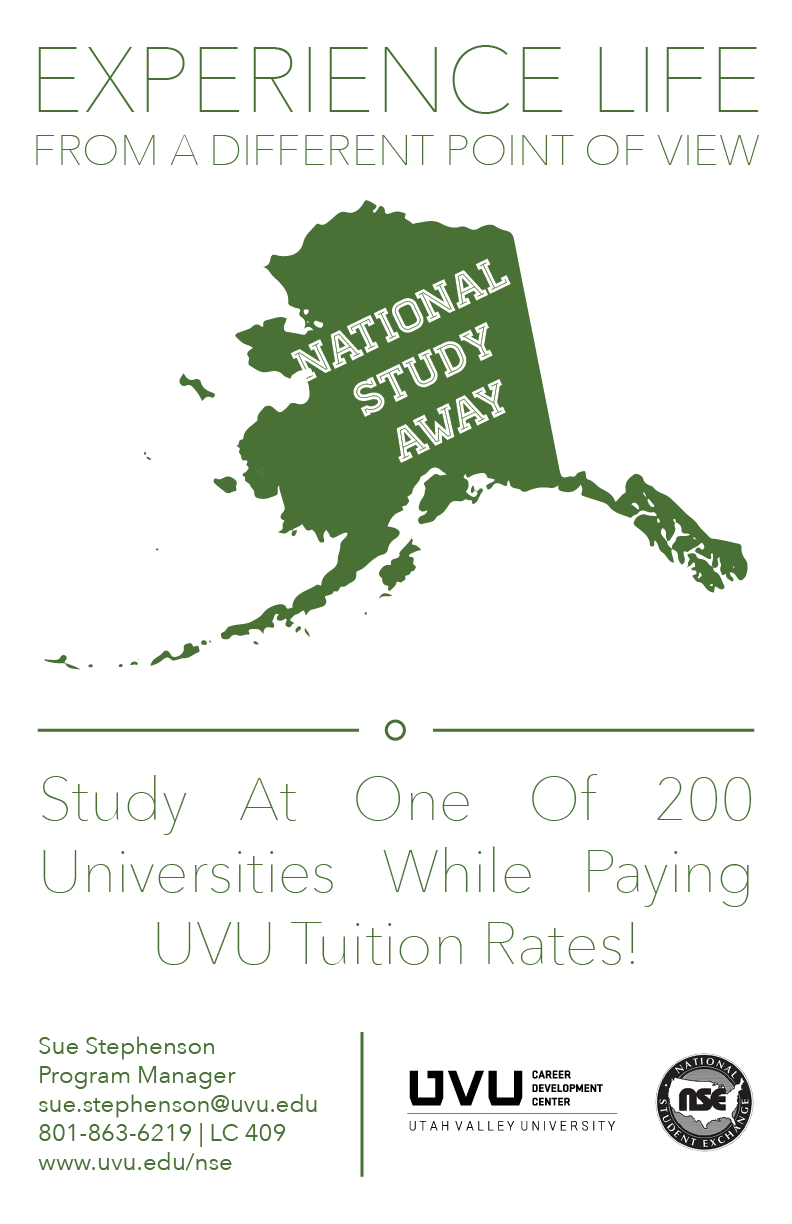 EXPERIENCE LIFE
FROM A DIFFERENT POINT OF VIEW
NATIONAL
STUDY
AWAY
Study At One Of 200
Universities While Paying
UVU Tuition Rates!
Sue Stephenson
Program Manager
sue.stephenson@uvu.edu
801-863-6219 | LC 409
www.uvu.edu/nse
UVU
CAREER
DEVELOPMENT
CENTER
UTAH VALLEY UNIVERSITY
NATIONAL
nse
STUDENT EXCHANGE